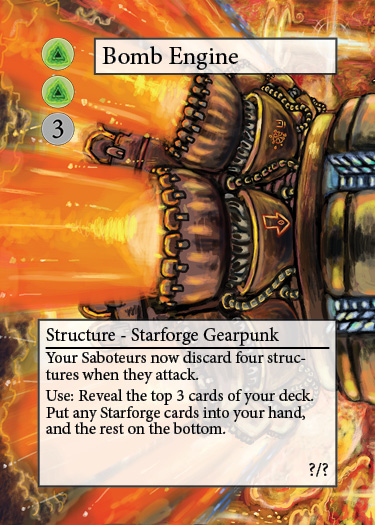 Bomb Engine
3
Structure - Starforge Gearpunk
Your Saboteurs now discard four struc-
tures when they attack.
Use: Reveal the top 3 cards of your deck.
Put any Starforge cards into your hand,
and the rest on the bottom.
?/?